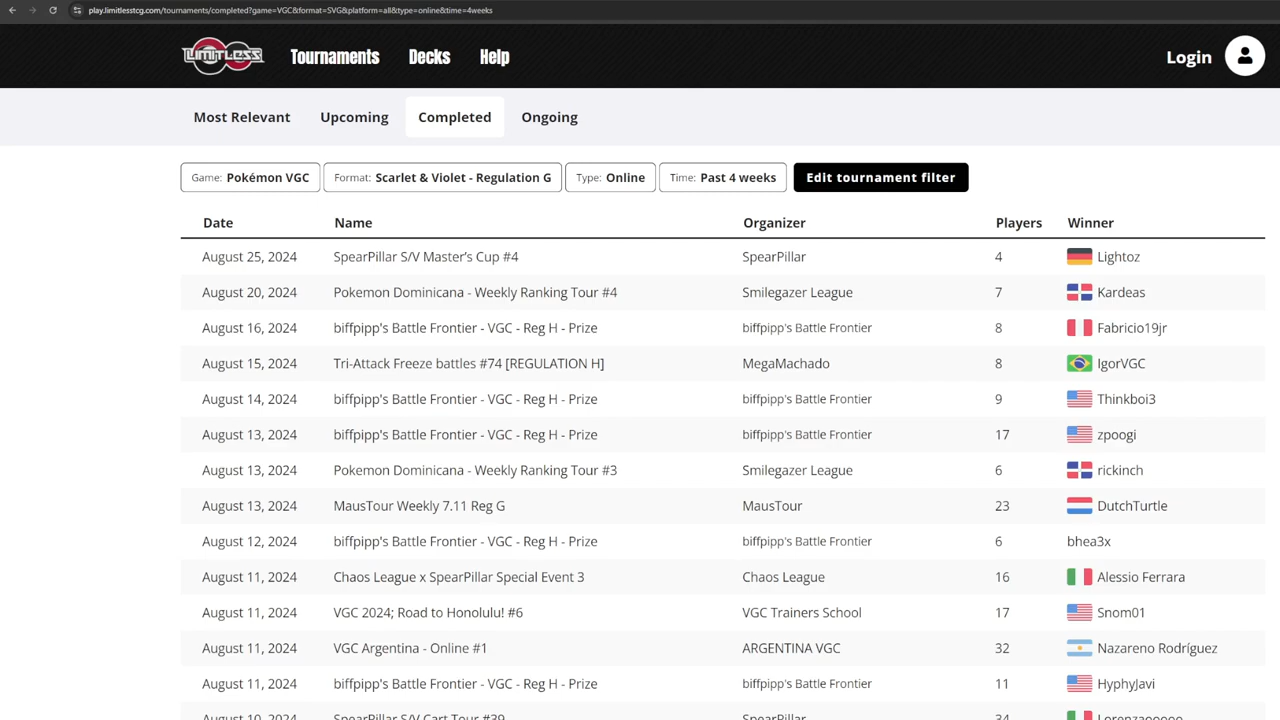 play.limitlesstcg.com/tournaments/completed?game=VGC&format=SVG&platform=all&type=online&time=4weeks
LIMITLESS Tournaments Decks Help Login
Most Relevant Upcoming Completed Ongoing
Game: Pokémon VGC Format: Scarlet & Violet - Regulation G Type: Online Time: Past 4 weeks Edit tournament filter
Date Name Organizer Players Winner
August 25, 2024 SpearPillar S/V Master's Cup #4 SpearPillar 4 Lightoz
August 20, 2024 Pokemon Dominicana - Weekly Ranking Tour #4 Smilegazer League 7 Kardeas
August 16, 2024 biffpipp's Battle Frontier - VGC - Reg H - Prize biffpipp's Battle Frontier 8 Fabricio19jr
August 15, 2024 Tri-Attack Freeze battles #74 [REGULATION H] MegaMachado 8 IgorVGC
August 14, 2024 biffpipp's Battle Frontier - VGC - Reg H - Prize biffpipp's Battle Frontier 9 Thinkboi3
August 13, 2024 biffpipp's Battle Frontier - VGC - Reg H - Prize biffpipp's Battle Frontier 17 zpoogi
August 13, 2024 Pokemon Dominicana - Weekly Ranking Tour #3 Smilegazer League 6 rickinch
August 13, 2024 MausTour Weekly 7.11 Reg G MausTour 23 DutchTurtle
August 12, 2024 biffpipp's Battle Frontier - VGC - Reg H - Prize biffpipp's Battle Frontier 6 bhea3x
August 11, 2024 Chaos League x SpearPillar Special Event 3 Chaos League 16 Alessio Ferrara
August 11, 2024 VGC 2024; Road to Honolulu! #6 VGC Trainers School 17 Snom01
August 11, 2024 VGC Argentina - Online #1 ARGENTINA VGC 32 Nazareno Rodríguez
August 11, 2024 biffpipp's Battle Frontier - VGC - Reg H - Prize biffpipp's Battle Frontier 11 HyphyJavi
August 10, 2024 SpearPillar S/V Cart Tour #39 SpearPillar 34